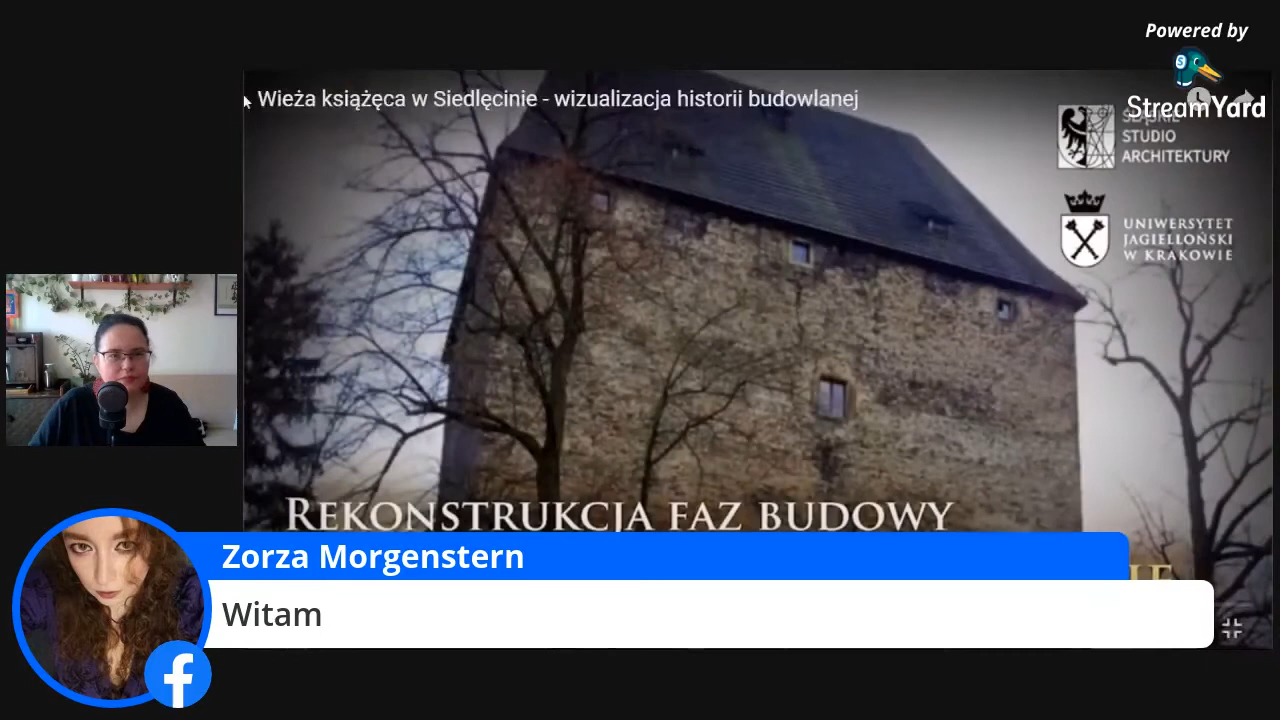 Powered by
StreamYard
Wieża książęca w Siedlęcinie - wizualizacja historii budowlanej
STUDIO
ARCHITEKTURY
UNIWERSYTET
JAGIELLOŃSKI
W KRAKOWIE
REKONSTRUKCJA FAZ BUDOWY
Zorza Morgenstern
Witam